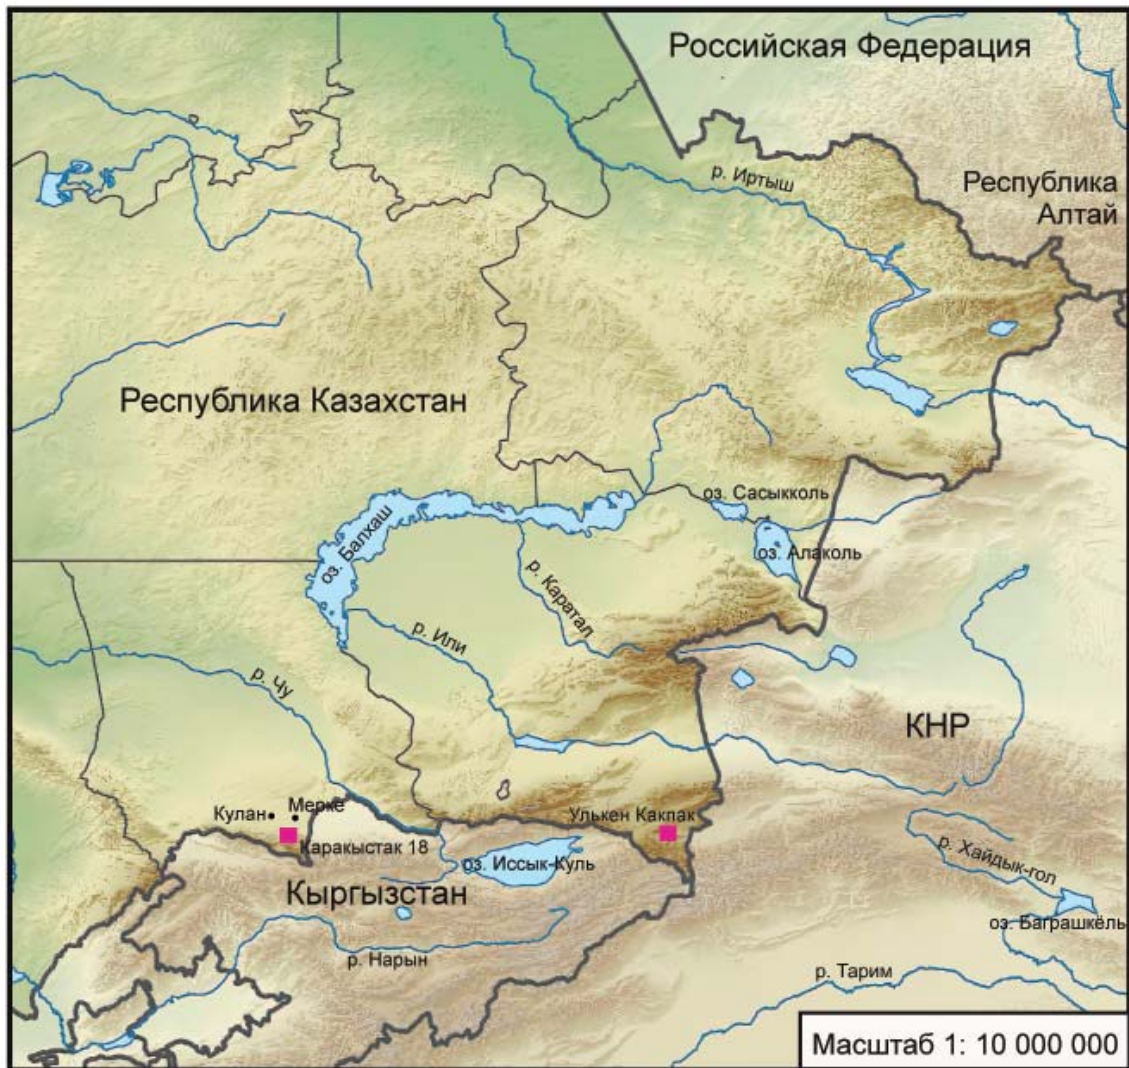 Российская Федерация
р. Иртыш
Республика
Алтай
Республика Казахстан
оз. Сасыкколь
оз. Балхаш
оз. Алаколь
р. Каратал
р. Или
р. Чу
КНР
Кулан
Мерке
Улькен Какпак
Каракыстак 18
оз. Иссык-Куль
р. Хайдык-гол
Кыргызстан
оз. Баграшкёль
р. Нарын
р. Тарим
Масштаб 1: 10 000 000